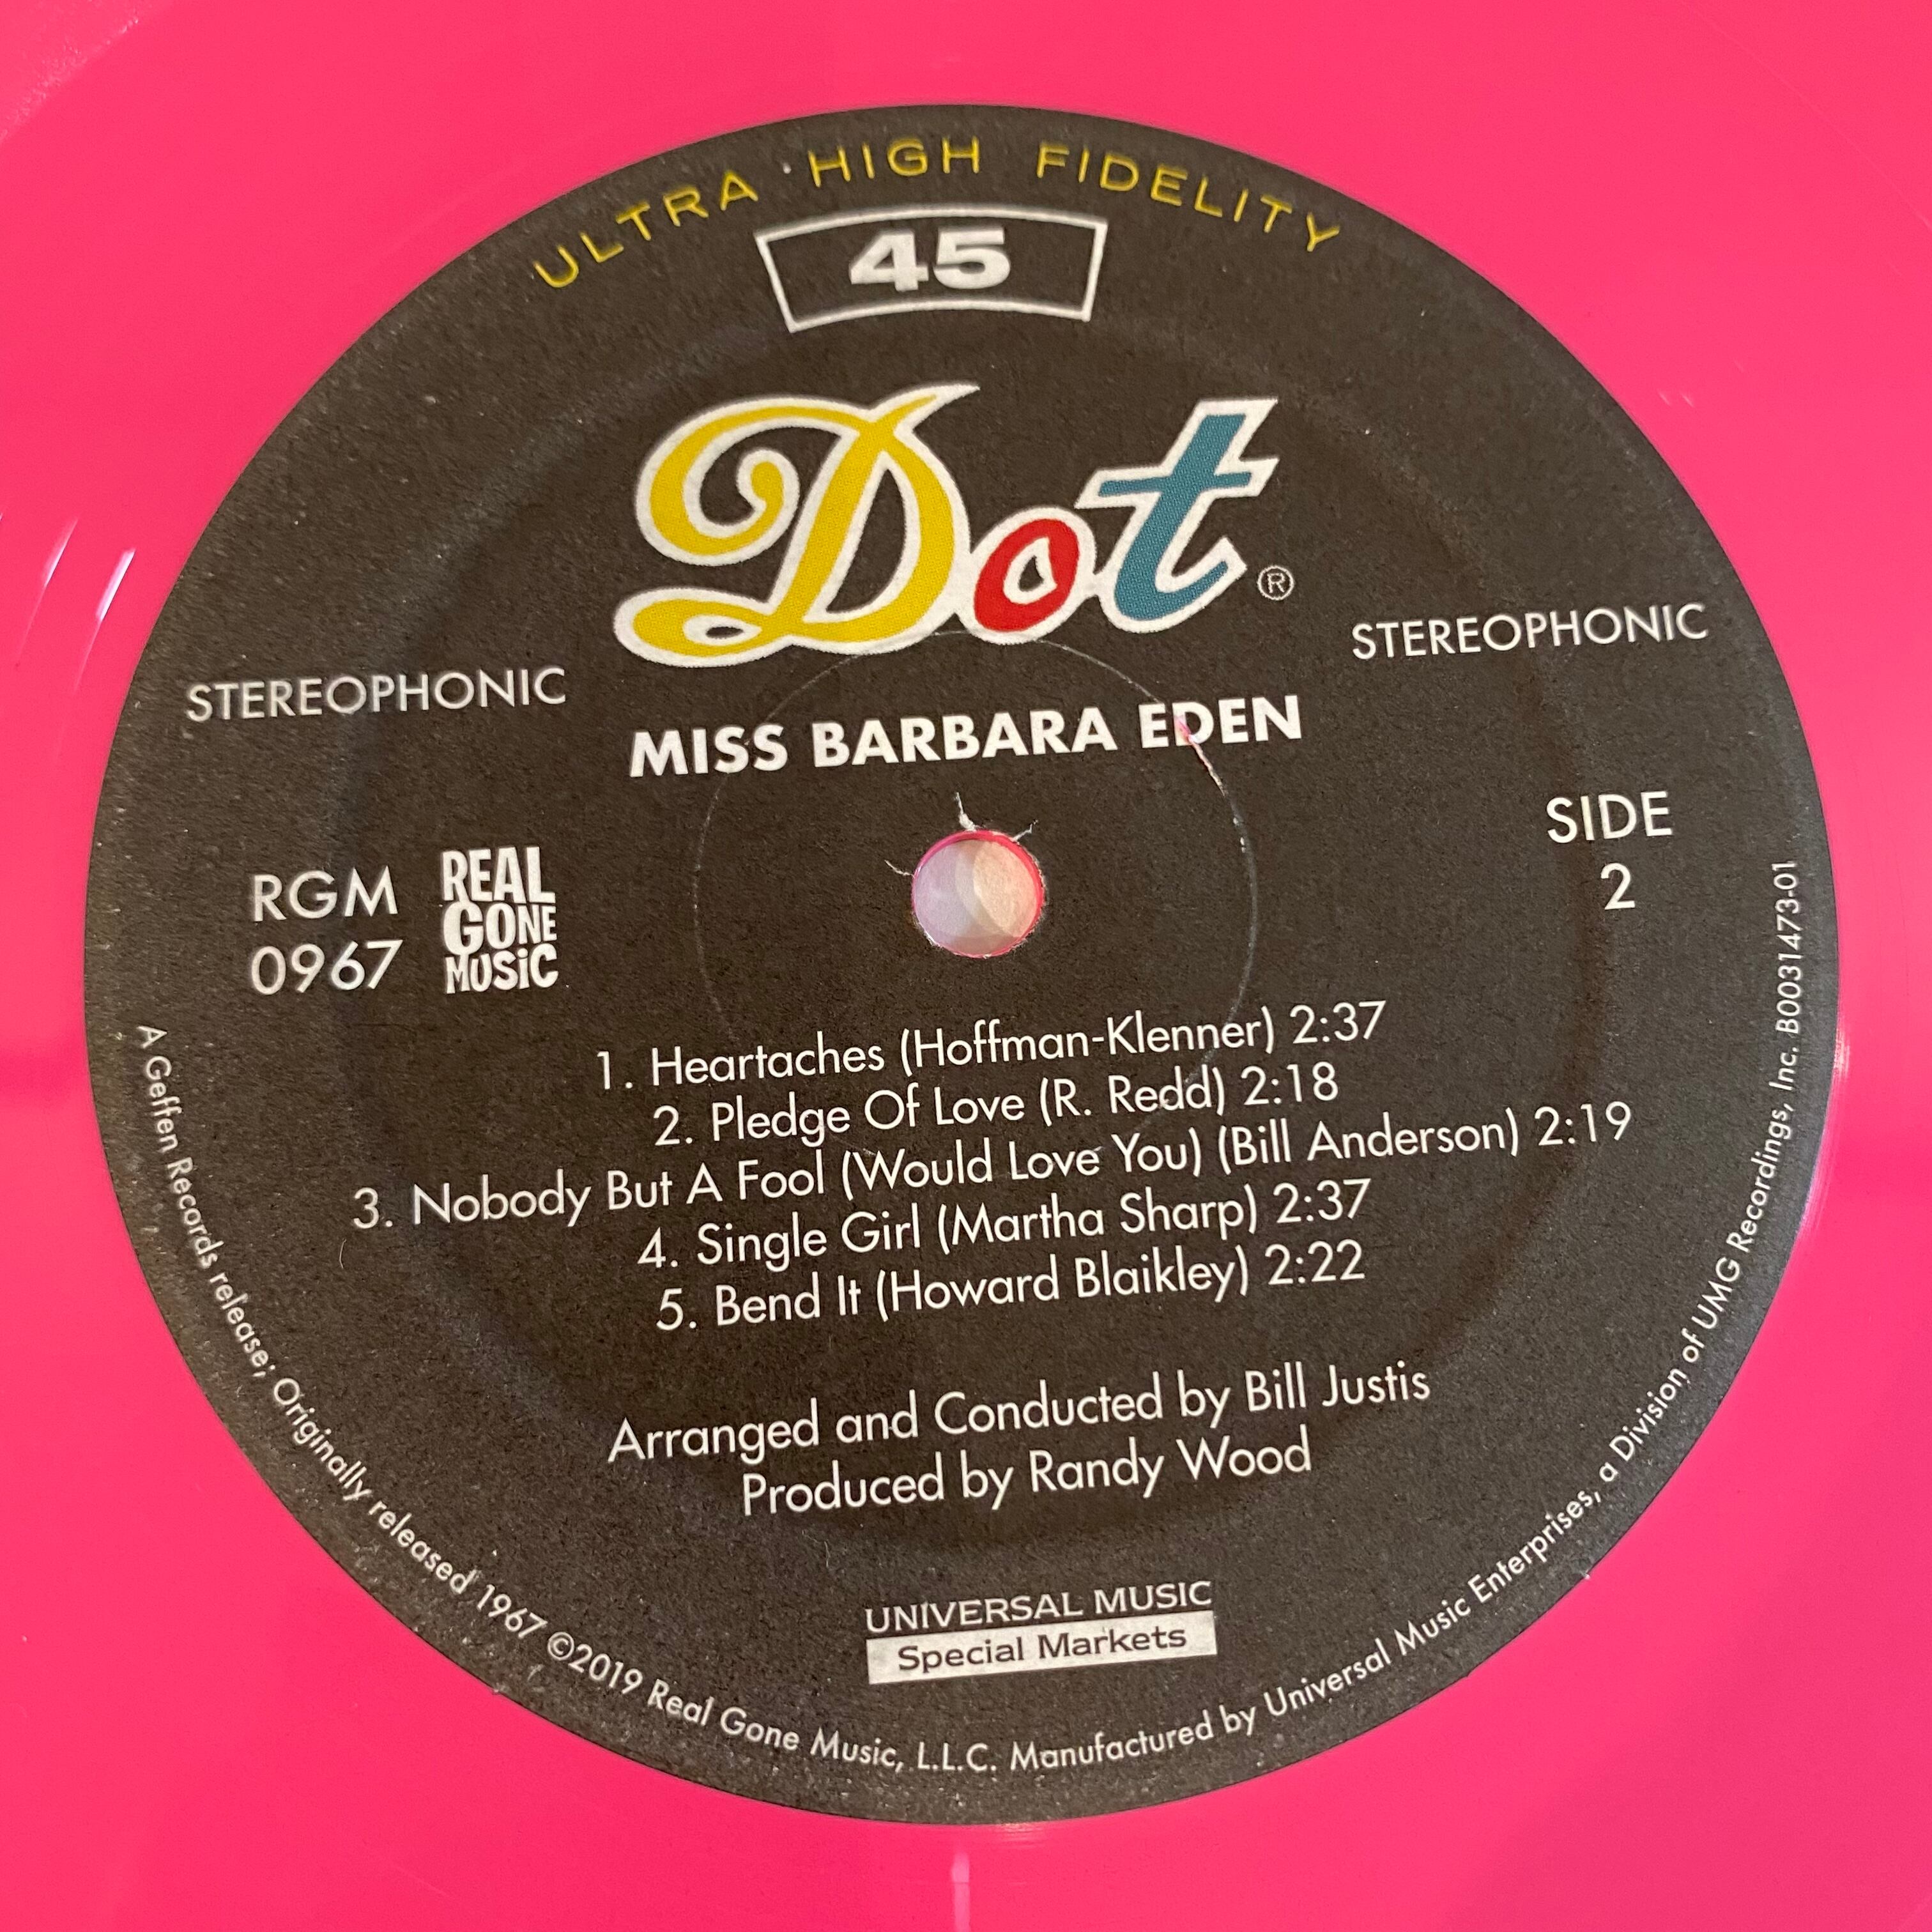 ULTRA HIGH FIDELITY
45
Dot®
STEREOPHONIC
STEREOPHONIC
MISS BARBARA EDEN
SIDE
2
RGM
0967
REAL
GONE
MUSiC
1. Heartaches (Hoffman-Klenner) 2:37
2. Pledge Of Love (R. Redd) 2:18
3. Nobody But A Fool (Would Love You) (Bill Anderson) 2:19
4. Single Girl (Martha Sharp) 2:37
5. Bend It (Howard Blaikley) 2:22
Arranged and Conducted by Bill Justis
Produced by Randy Wood
UNIVERSAL MUSIC
Special Markets
A Geffen Records release; Originally released 1967 ©2019 Real Gone Music, L.L.C. Manufactured by Universal Music Enterprises, a Division of UMG Recordings, Inc. B0031473-01